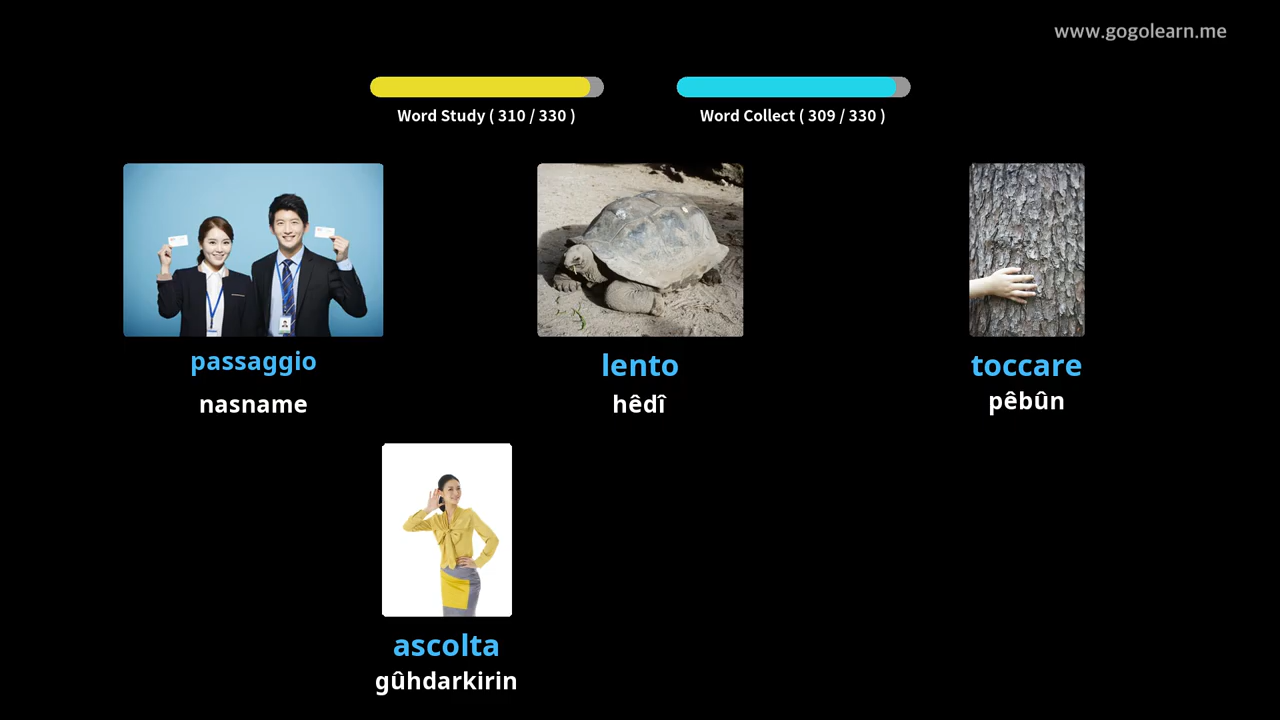 www.gogolearn.me
Word Study ( 310 / 330 )
Word Collect ( 309 / 330 )
passaggio
nasname
lento
hêdî
toccare
pêbûn
ascolta
gûhdarkirin